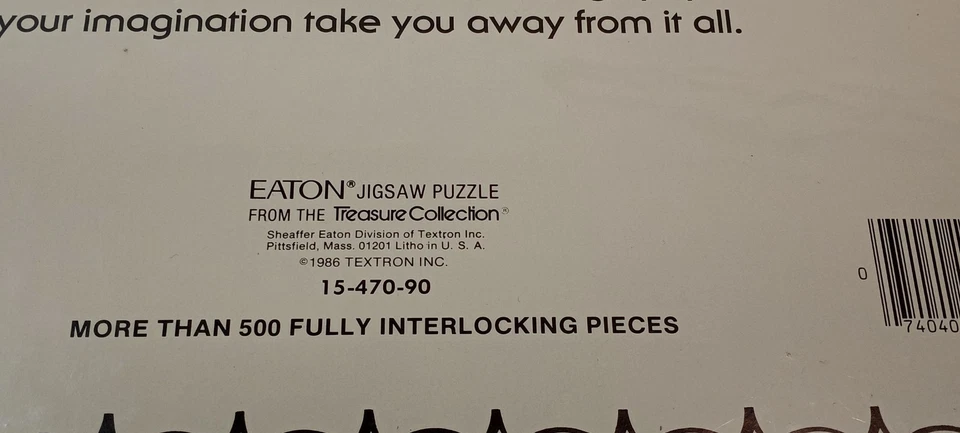 your imagination take you away from it all.
EATON® JIGSAW PUZZLE
FROM THE Treasure Collection®
Sheaffer Eaton Division of Textron Inc.
Pittsfield, Mass. 01201 Litho in U. S. A.
©1986 TEXTRON INC.
15-470-90
MORE THAN 500 FULLY INTERLOCKING PIECES
0 74040